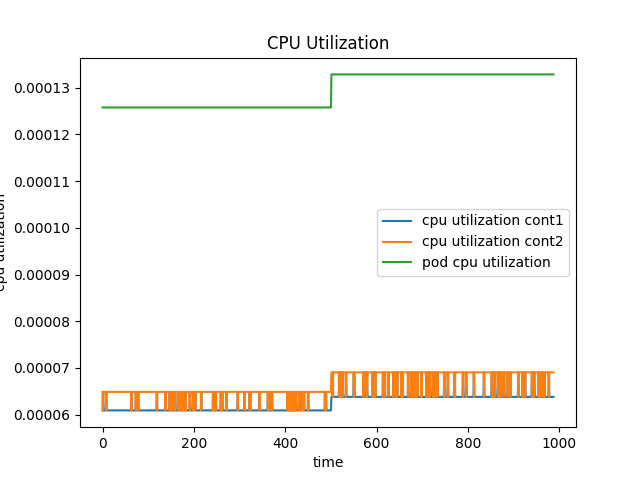 CPU Utilization
0.00013
0.00012
0.00011
0.00010
0.00009
0.00008
0.00007
0.00006
cpu utilization
cpu utilization cont1
cpu utilization cont2
pod cpu utilization
0 200 400 600 800 1000
time